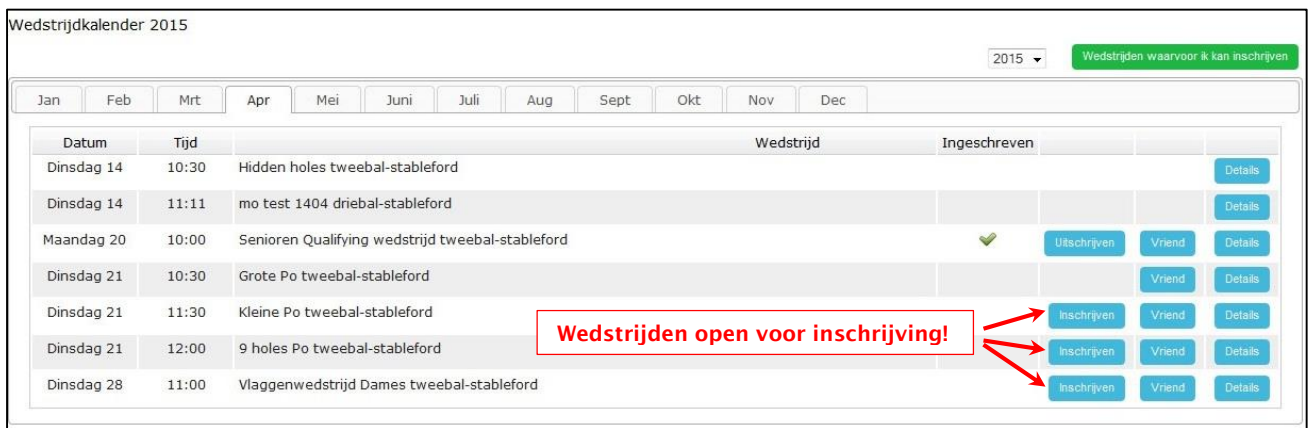 Wedstrijdkalender 2015
2015 Wedstrijden waarvoor ik kan inschrijven
Jan Feb Mrt Apr Mei Juni Juli Aug Sept Okt Nov Dec
Datum Tijd Wedstrijd Ingeschreven
Dinsdag 14 10:30 Hidden holes tweebal-stableford Details
Dinsdag 14 11:11 mo test 1404 driebal-stableford Details
Maandag 20 10:00 Senioren Qualifying wedstrijd tweebal-stableford Uitschrijven Vriend Details
Dinsdag 21 10:30 Grote Po tweebal-stableford Vriend Details
Dinsdag 21 11:30 Kleine Po tweebal-stableford Inschrijven Vriend Details
Wedstrijden open voor inschrijving!
Dinsdag 21 12:00 9 holes Po tweebal-stableford Inschrijven Vriend Details
Dinsdag 28 11:00 Vlaggenwedstrijd Dames tweebal-stableford Inschrijven Vriend Details